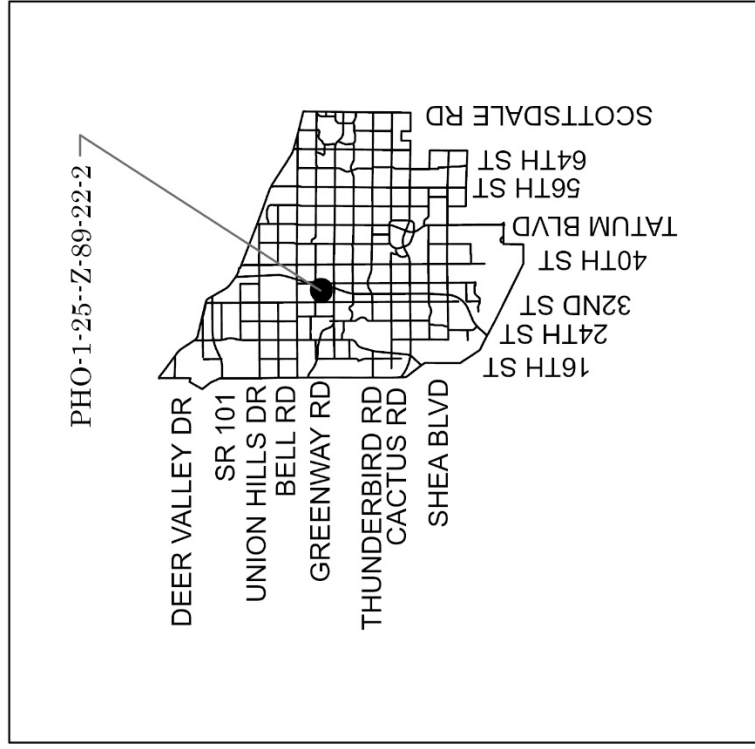 PHO-1-25--Z-89-22-2
DEER VALLEY DR
SR 101
UNION HILLS DR
BELL RD
GREENWAY RD
THUNDERBIRD RD
CACTUS RD
SHEA BLVD
16TH ST
24TH ST
32ND ST
40TH ST
TATUM BLVD
56TH ST
64TH ST
SCOTTSDALE RD